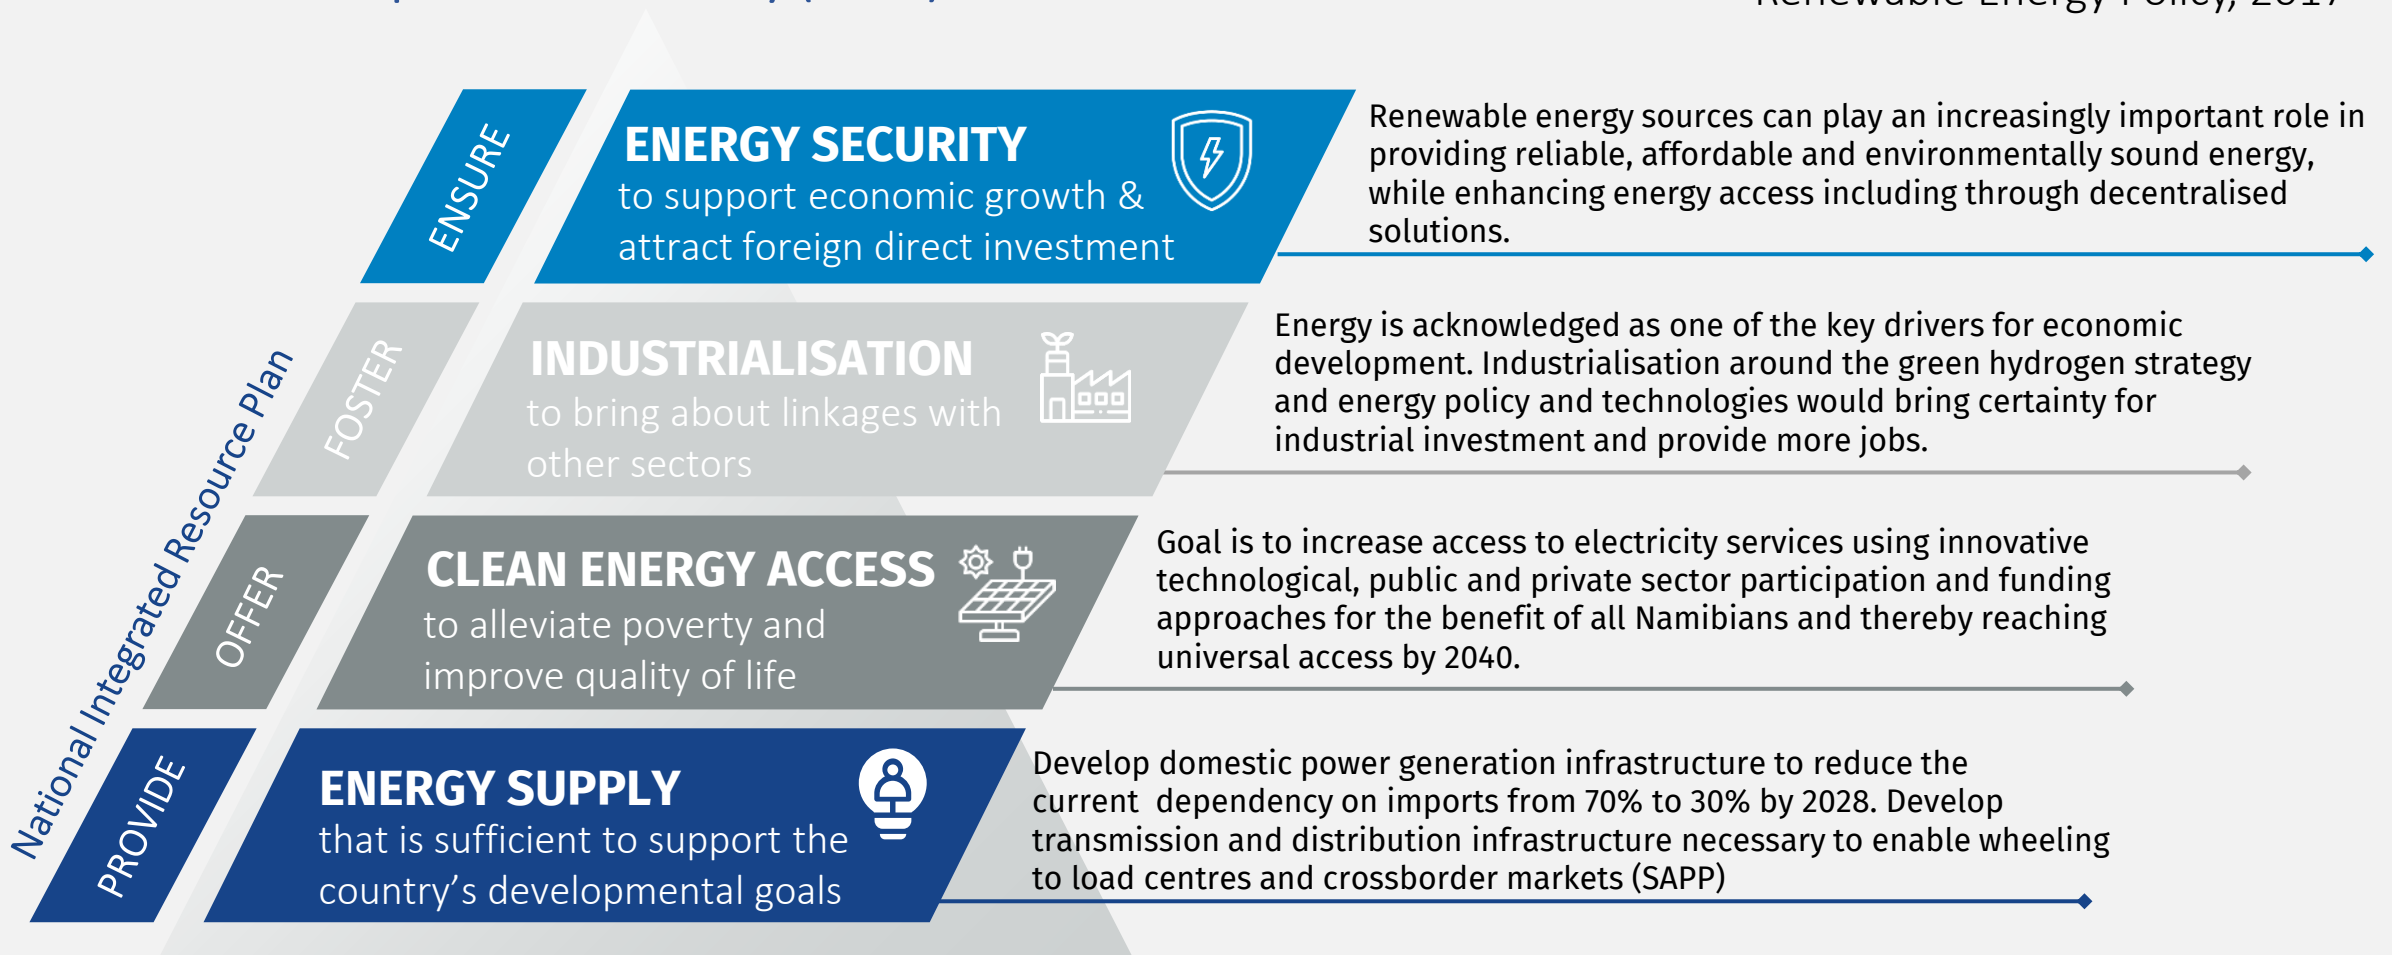 Renewable Energy Policy, 2017
ENSURE
ENERGY SECURITY
to support economic growth &
attract foreign direct investment
Renewable energy sources can play an increasingly important role in
providing reliable, affordable and environmentally sound energy,
while enhancing energy access including through decentralised
solutions.
FOSTER
INDUSTRIALISATION
to bring about linkages with
other sectors
Energy is acknowledged as one of the key drivers for economic
development. Industrialisation around the green hydrogen strategy
and energy policy and technologies would bring certainty for
industrial investment and provide more jobs.
National Integrated Resource Plan
OFFER
CLEAN ENERGY ACCESS
to alleviate poverty and
improve quality of life
Goal is to increase access to electricity services using innovative
technological, public and private sector participation and funding
approaches for the benefit of all Namibians and thereby reaching
universal access by 2040.
PROVIDE
ENERGY SUPPLY
that is sufficient to support the
country’s developmental goals
Develop domestic power generation infrastructure to reduce the
current  dependency on imports from 70% to 30% by 2028. Develop
transmission and distribution infrastructure necessary to enable wheeling
to load centres and crossborder markets (SAPP)